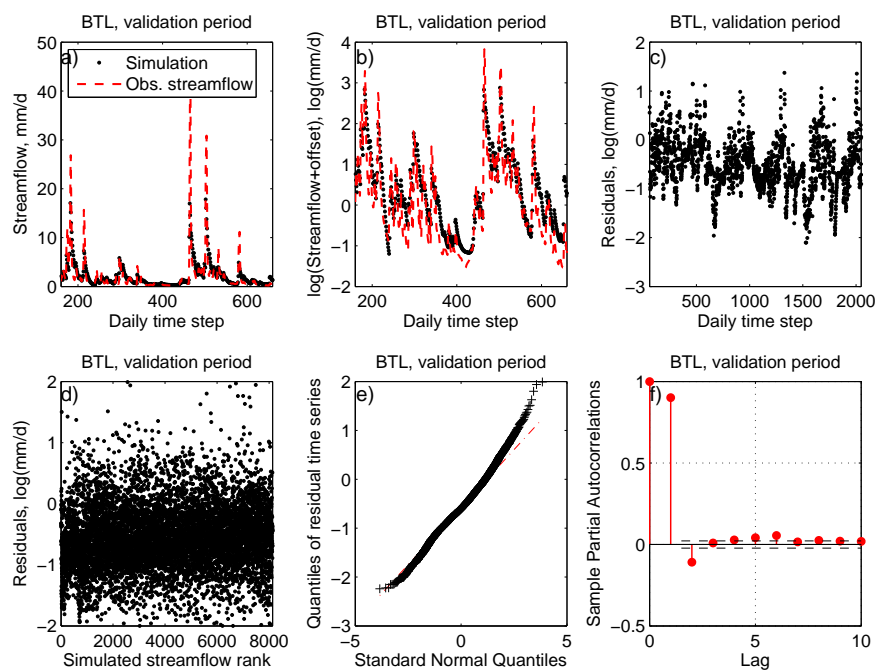 BTL, validation period
BTL, validation period
BTL, validation period
a)
Simulation
Obs. streamflow
50
40
30
20
10
0
Streamflow, mm/d
200
400
600
Daily time step
b)
4
3
2
1
0
−1
−2
log(Streamflow+offset), log(mm/d)
200
400
600
Daily time step
c)
2
1
0
−1
−2
−3
Residuals, log(mm/d)
500
1000
1500
2000
Daily time step
BTL, validation period
BTL, validation period
BTL, validation period
d)
2
1
0
−1
−2
Residuals, log(mm/d)
0
2000
4000
6000
8000
Simulated streamflow rank
e)
2
1
0
−1
−2
−3
Quantiles of residual time series
−5
0
5
Standard Normal Quantiles
f)
1
0.5
0
−0.5
Sample Partial Autocorrelations
0
5
10
Lag